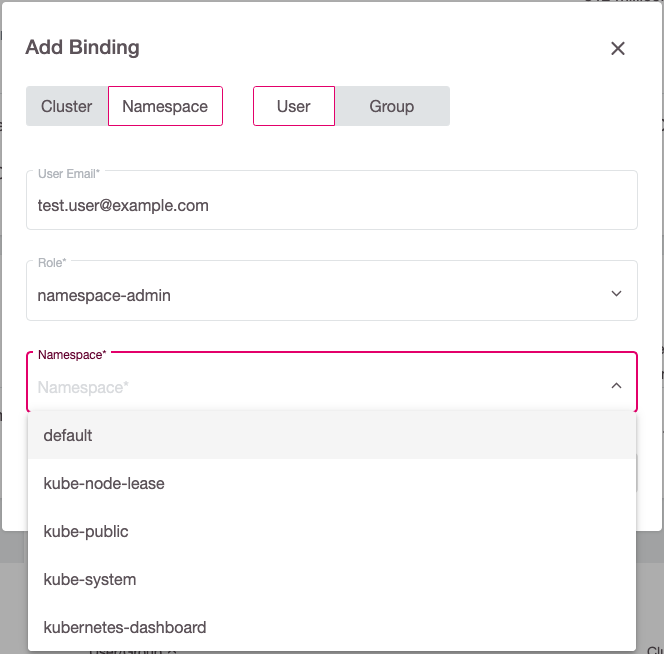 Add Binding
Cluster Namespace User Group
User Email*
test.user@example.com
Role*
namespace-admin
Namespace*
Namespace*
default
kube-node-lease
kube-public
kube-system
kubernetes-dashboard